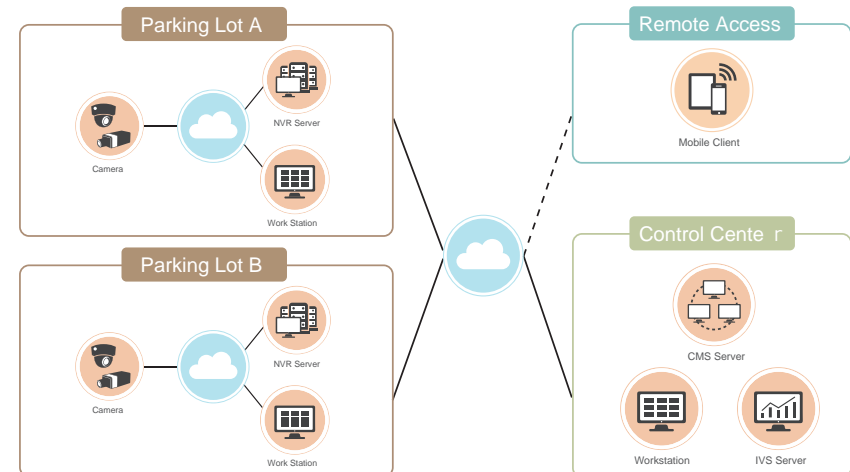 Parking Lot A
NVR Server
Camera
Work Station
Parking Lot B
NVR Server
Camera
Work Station
Remote Access
Mobile Client
Control Cente r
CMS Server
Workstation
IVS Server